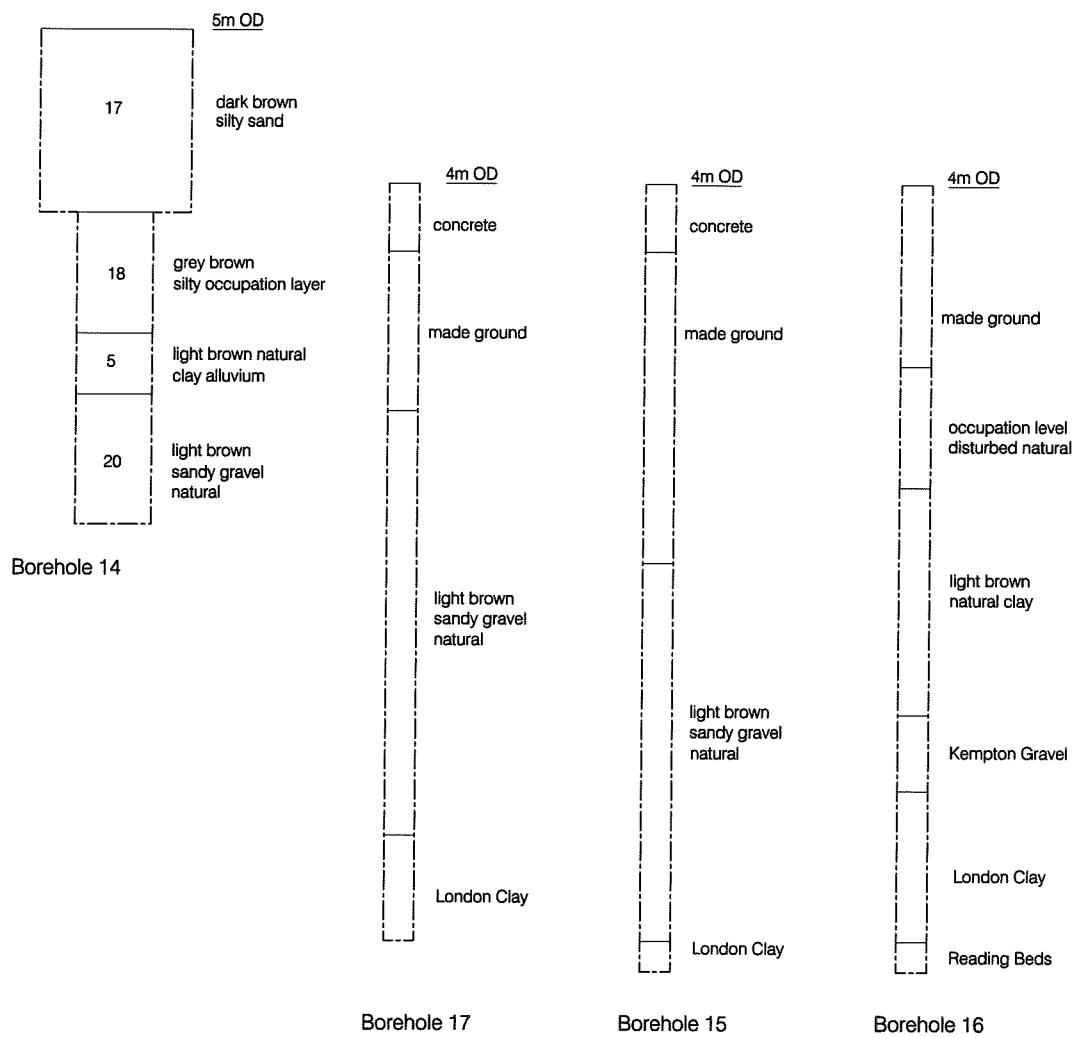 5m OD
17
dark brown
silty sand
18
grey brown
silty occupation layer
5
light brown natural
clay alluvium
20
light brown
sandy gravel
natural
Borehole 14
4m OD
concrete
made ground
light brown
sandy gravel
natural
London Clay
Borehole 17
4m OD
concrete
made ground
light brown
sandy gravel
natural
London Clay
Borehole 15
4m OD
made ground
occupation level
disturbed natural
light brown
natural clay
Kempton Gravel
London Clay
Reading Beds
Borehole 16